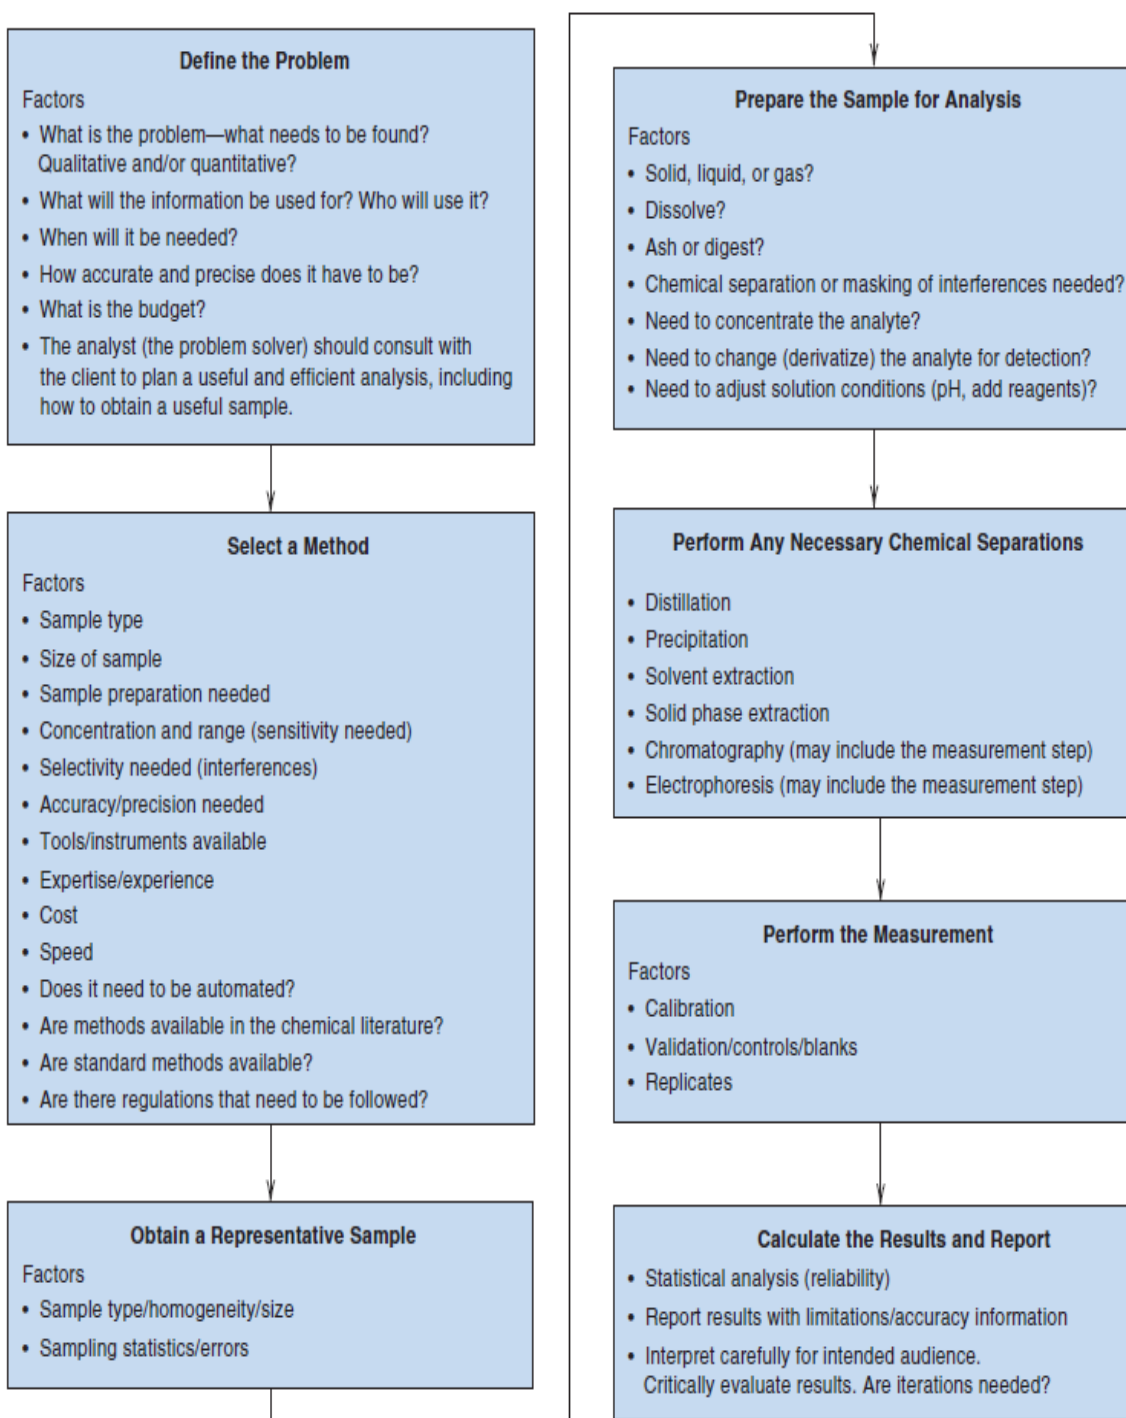 Define the Problem
Factors
• What is the problem—what needs to be found?
Qualitative and/or quantitative?
• What will the information be used for? Who will use it?
• When will it be needed?
• How accurate and precise does it have to be?
• What is the budget?
• The analyst (the problem solver) should consult with
the client to plan a useful and efficient analysis, including
how to obtain a useful sample.
Select a Method
Factors
• Sample type
• Size of sample
• Sample preparation needed
• Concentration and range (sensitivity needed)
• Selectivity needed (interferences)
• Accuracy/precision needed
• Tools/instruments available
• Expertise/experience
• Cost
• Speed
• Does it need to be automated?
• Are methods available in the chemical literature?
• Are standard methods available?
• Are there regulations that need to be followed?
Obtain a Representative Sample
Factors
• Sample type/homogeneity/size
• Sampling statistics/errors
Prepare the Sample for Analysis
Factors
• Solid, liquid, or gas?
• Dissolve?
• Ash or digest?
• Chemical separation or masking of interferences needed?
• Need to concentrate the analyte?
• Need to change (derivatize) the analyte for detection?
• Need to adjust solution conditions (pH, add reagents)?
Perform Any Necessary Chemical Separations
• Distillation
• Precipitation
• Solvent extraction
• Solid phase extraction
• Chromatography (may include the measurement step)
• Electrophoresis (may include the measurement step)
Perform the Measurement
Factors
• Calibration
• Validation/controls/blanks
• Replicates
Calculate the Results and Report
• Statistical analysis (reliability)
• Report results with limitations/accuracy information
• Interpret carefully for intended audience.
Critically evaluate results. Are iterations needed?